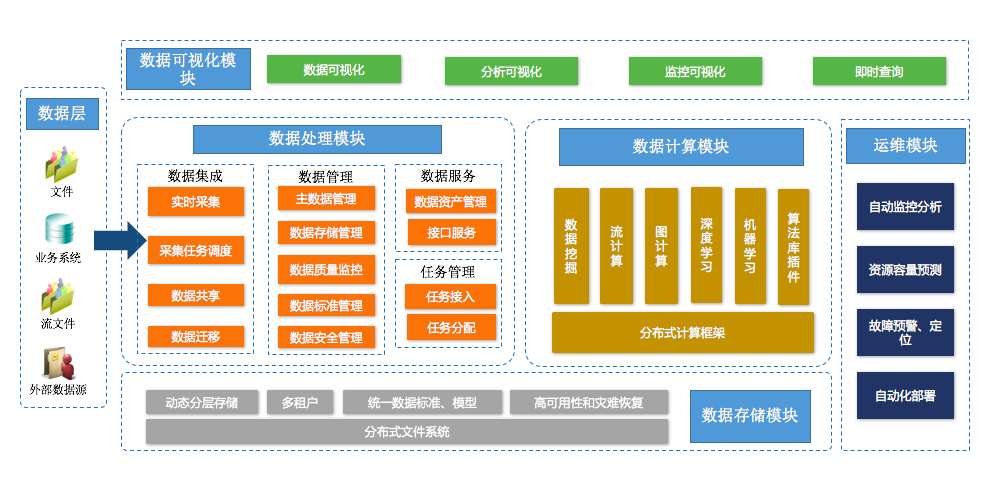 数据可视化模
块
数据可视化
分析可视化
监控可视化
即时查询
数据层
文件
业务系统
流文件
外部数据源
数据处理模块
数据集成
实时采集
采集任务调度
数据共享
数据迁移
数据管理
主数据管理
数据存储管理
数据质量监控
数据标准管理
数据安全管理
数据服务
数据资产管理
接口服务
任务管理
任务接入
任务分配
数据计算模块
数据挖掘
流计算
图计算
深度学习
机器学习
算法库插件
分布式计算框架
运维模块
自动监控分析
资源容量预测
故障预警、定
位
自动化部署
动态分层存储
多租户
统一数据标准、模型
高可用性和灾难恢复
分布式文件系统
数据存储模块